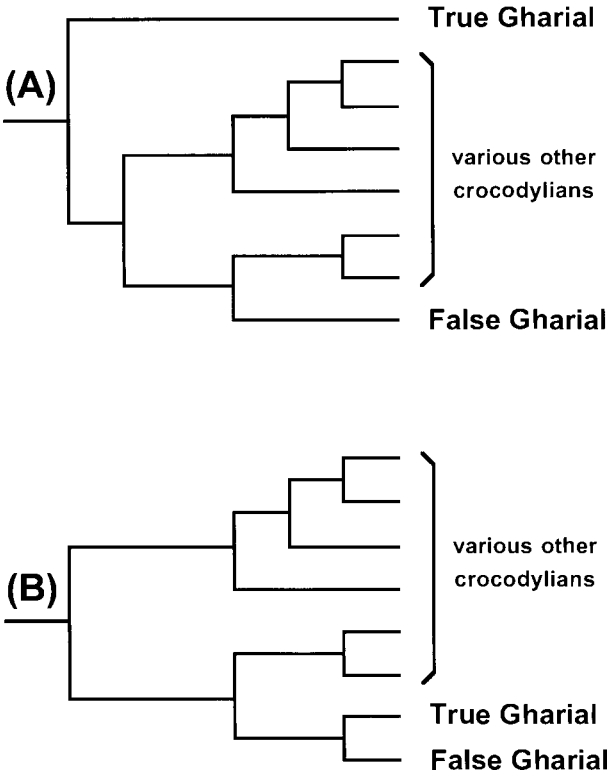 True Gharial
(A)
various other
crocodylians
False Gharial
various other
crocodylians
(B)
True Gharial
False Gharial